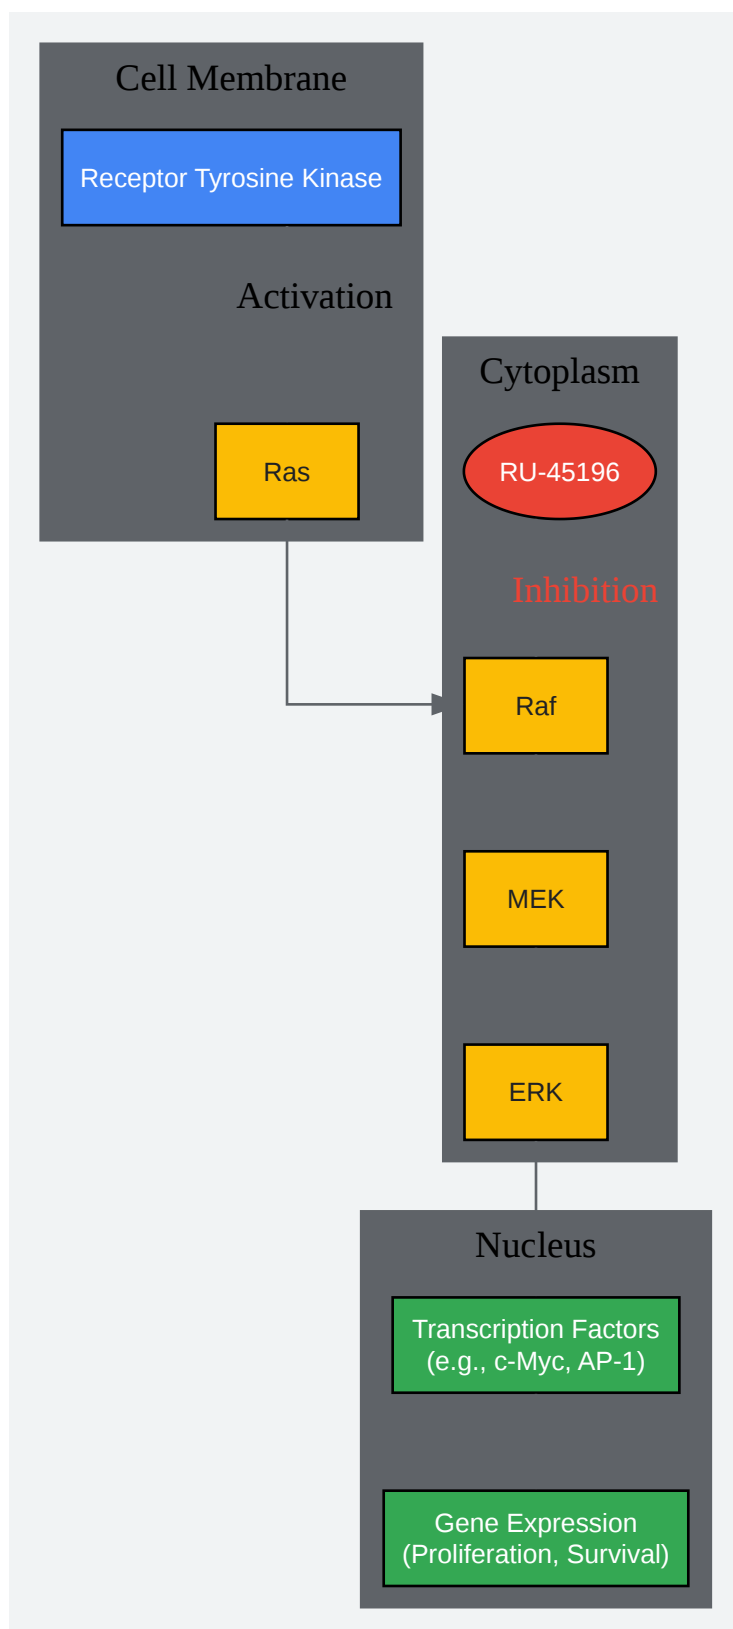 Cell Membrane
Receptor Tyrosine Kinase
Activation
Ras
Cytoplasm
RU-45196
Inhibition
Raf
MEK
ERK
Nucleus
Transcription Factors
(e.g., c-Myc, AP-1)
Gene Expression
(Proliferation, Survival)